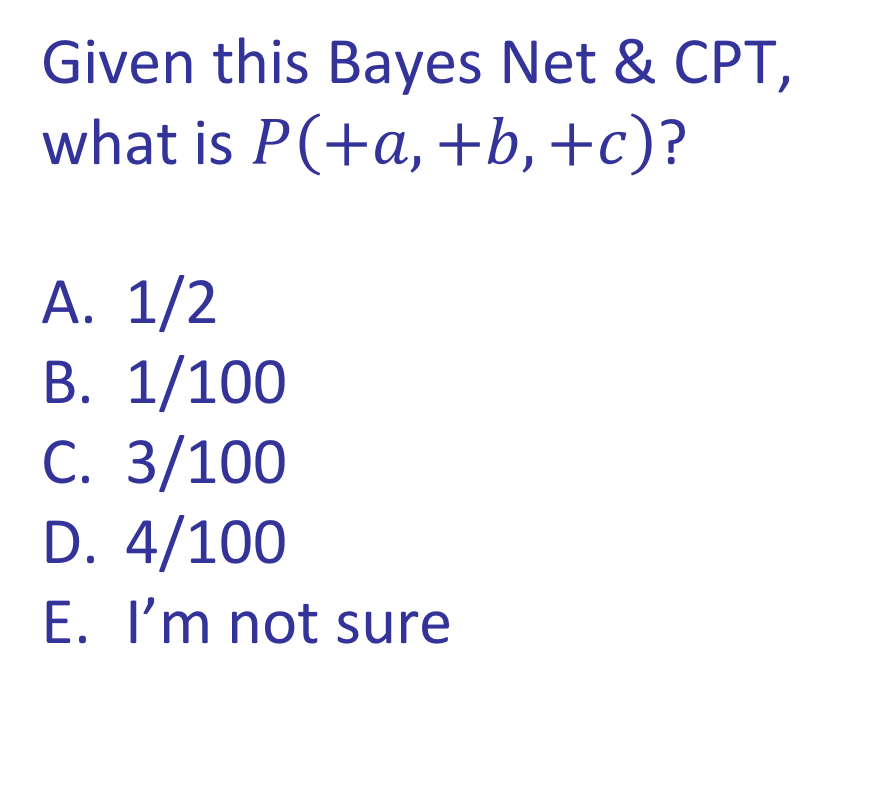 Given this Bayes Net & CPT,
what is P(+a, +b, +c)?
A. 1/2
B. 1/100
C. 3/100
D. 4/100
E. I’m not sure